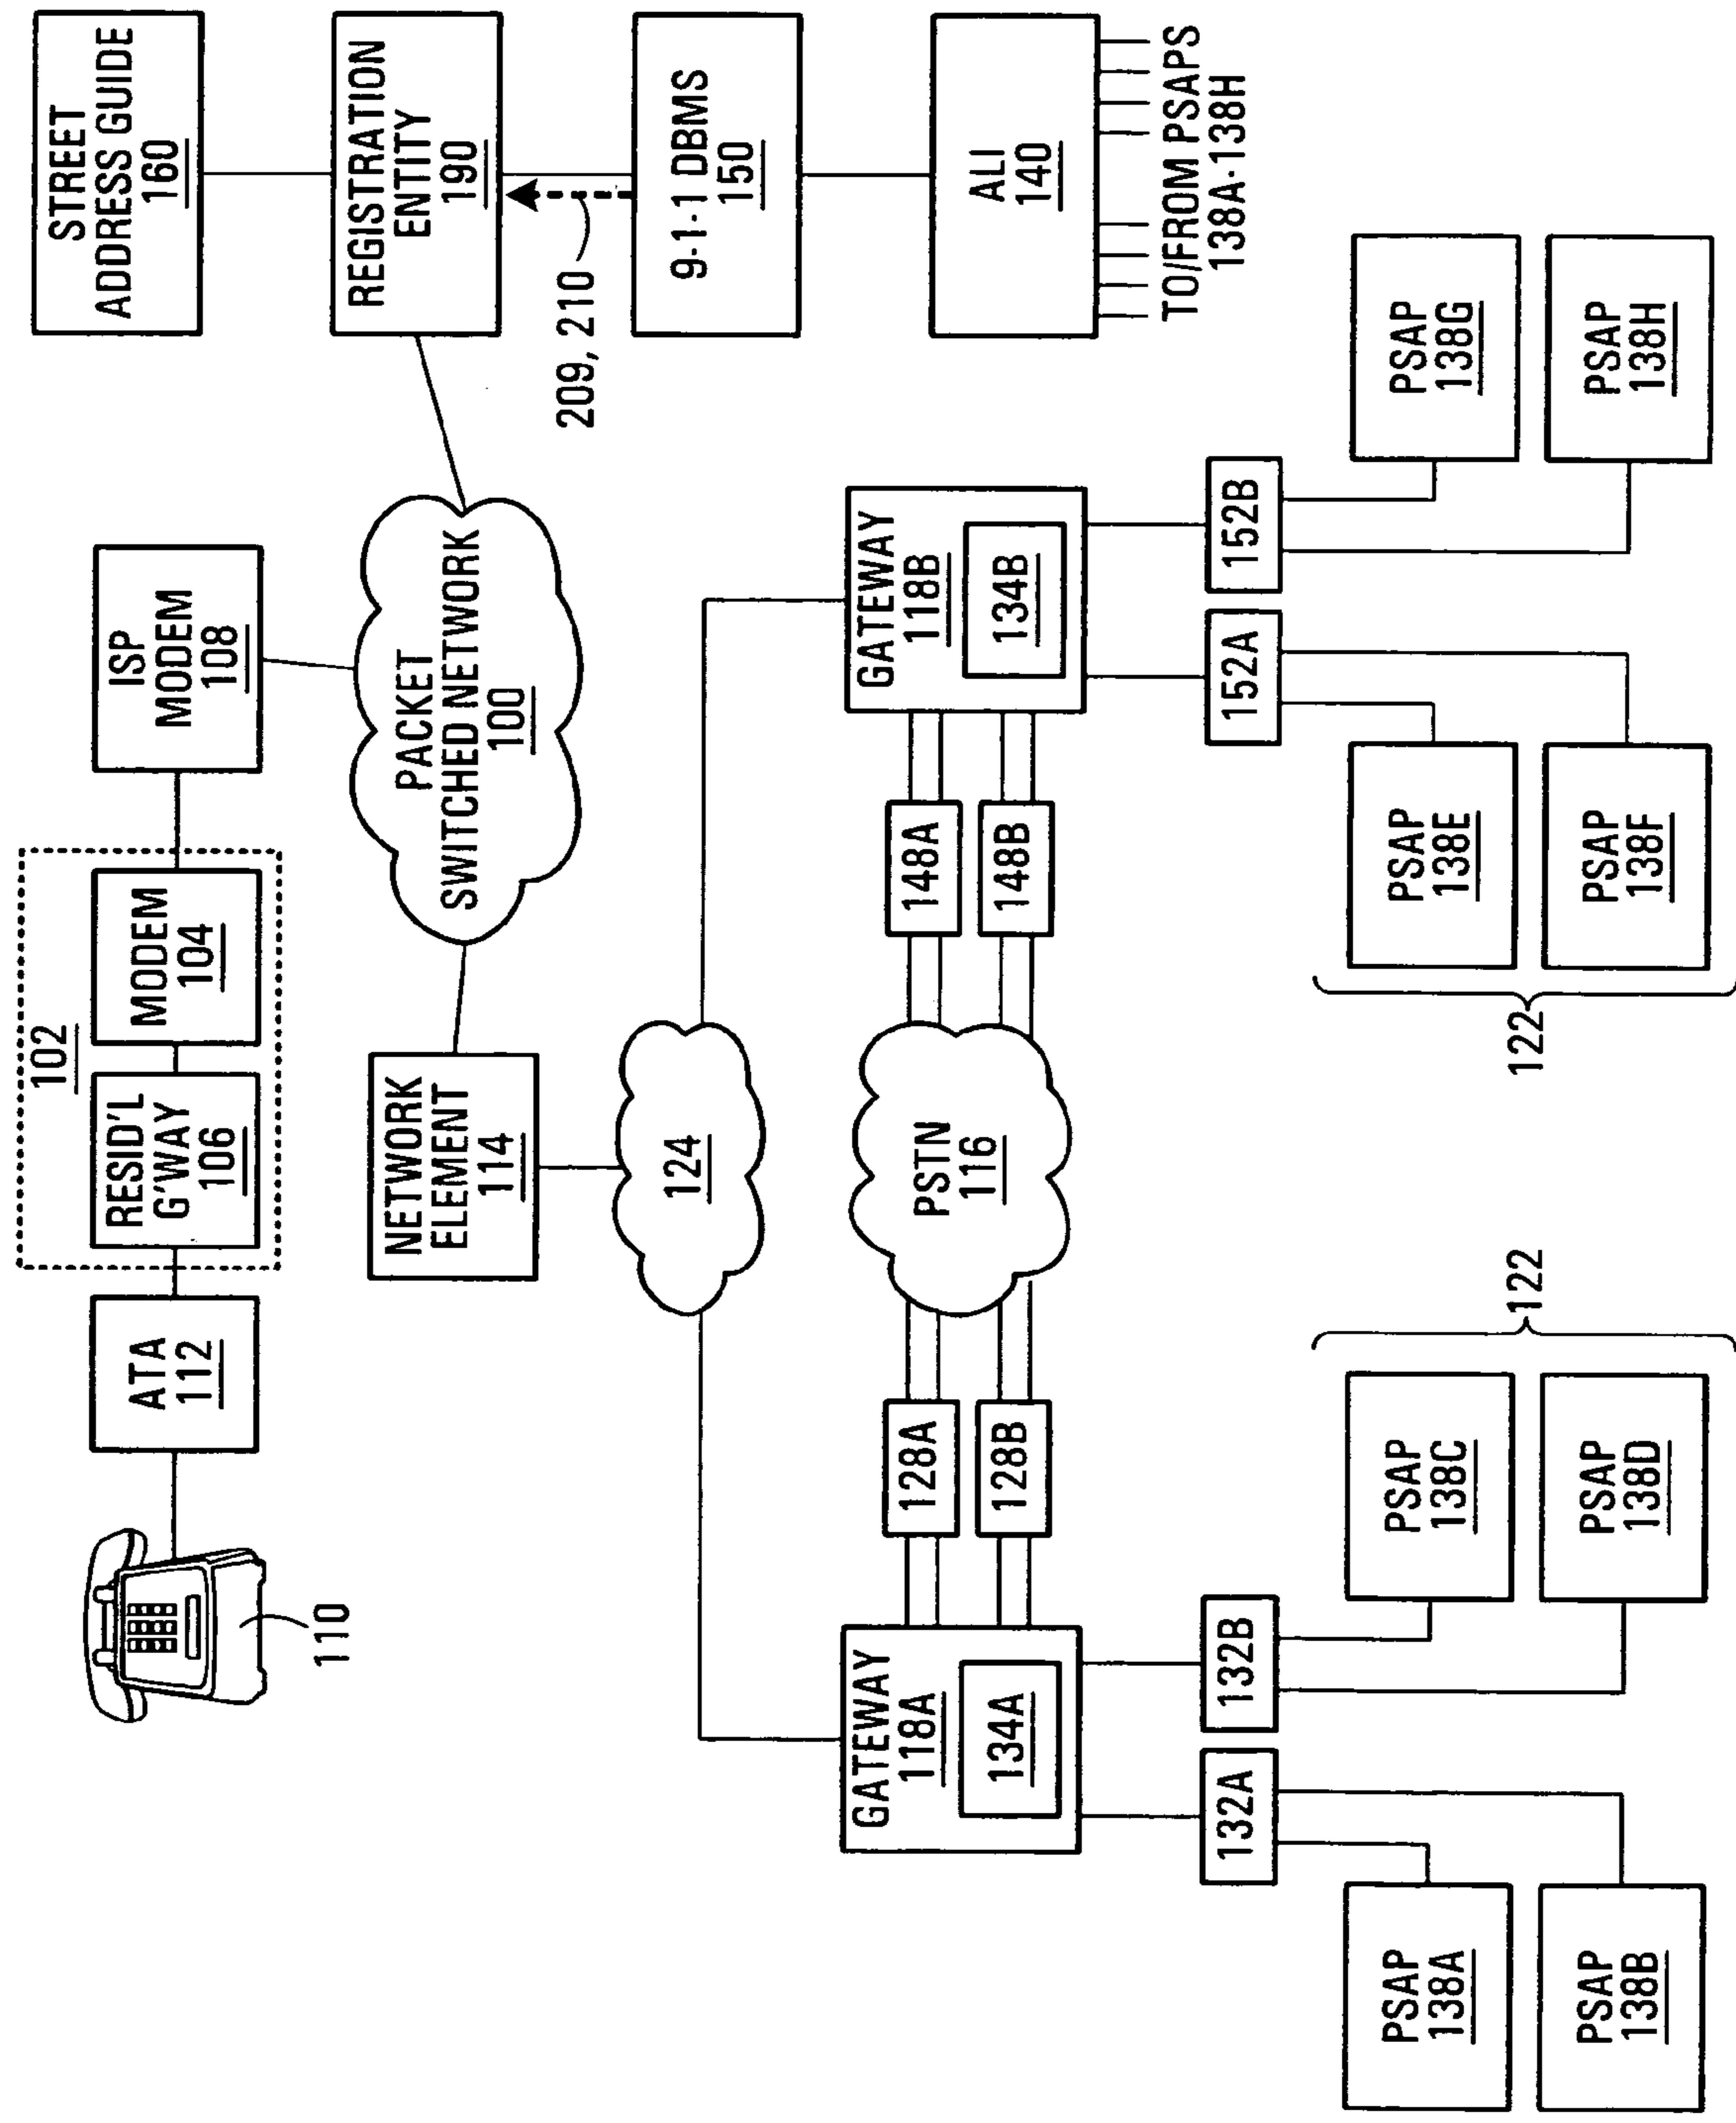 110
ATA
112
102
RESID'L
G'WAY
106
MODEM
104
ISP
MODEM
108
STREET
ADDRESS GUIDE
160
NETWORK
ELEMENT
114
PACKET
SWITCHED NETWORK
100
REGISTRATION
ENTITY
190
209, 210
9-1-1 DBMS
150
124
GATEWAY
118A
134A
128A
128B
PSTN
116
148A
148B
GATEWAY
118B
134B
ALI
140
TO/FROM PSAPS
138A-138H
132A
132B
152A
152B
PSAP
138A
PSAP
138B
PSAP
138C
PSAP
138D
122
122
PSAP
138E
PSAP
138F
PSAP
138G
PSAP
138H